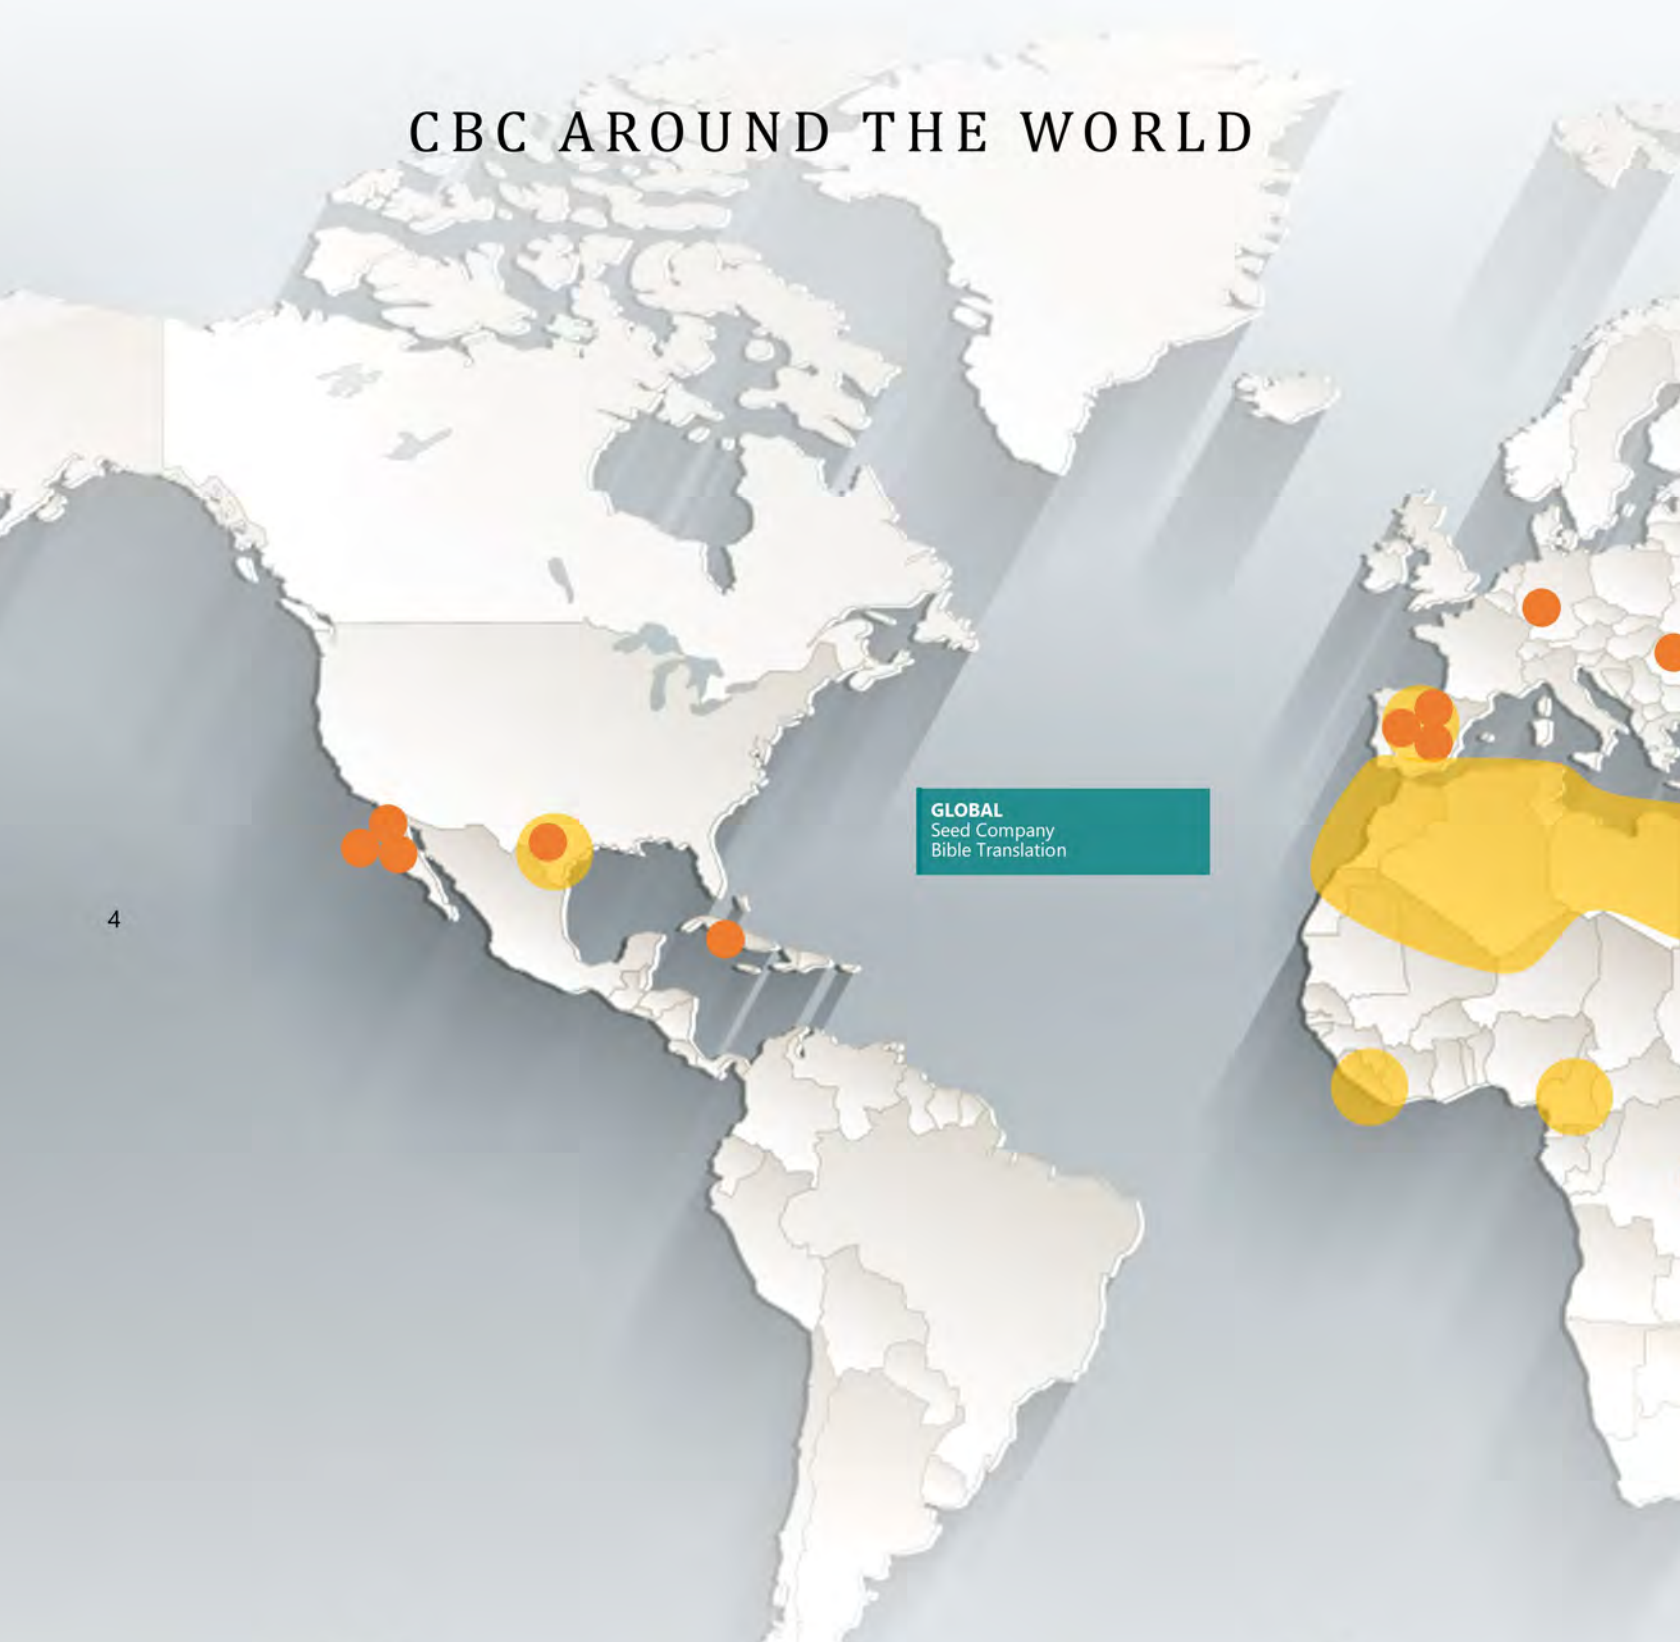 CBC AROUND THE WORLD
GLOBAL
Seed Company
Bible Translation
4